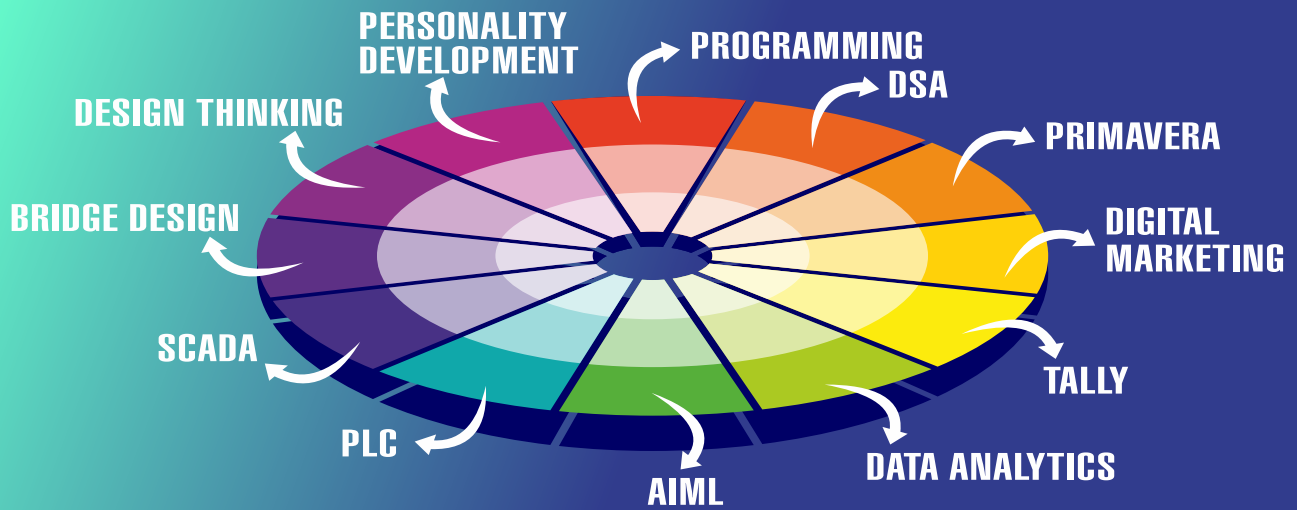 PERSONALITY
DEVELOPMENT
PROGRAMMING
DSA
DESIGN THINKING
PRIMAVERA
BRIDGE DESIGN
DIGITAL
MARKETING
SCADA
TALLY
PLC
DATA ANALYTICS
AIML